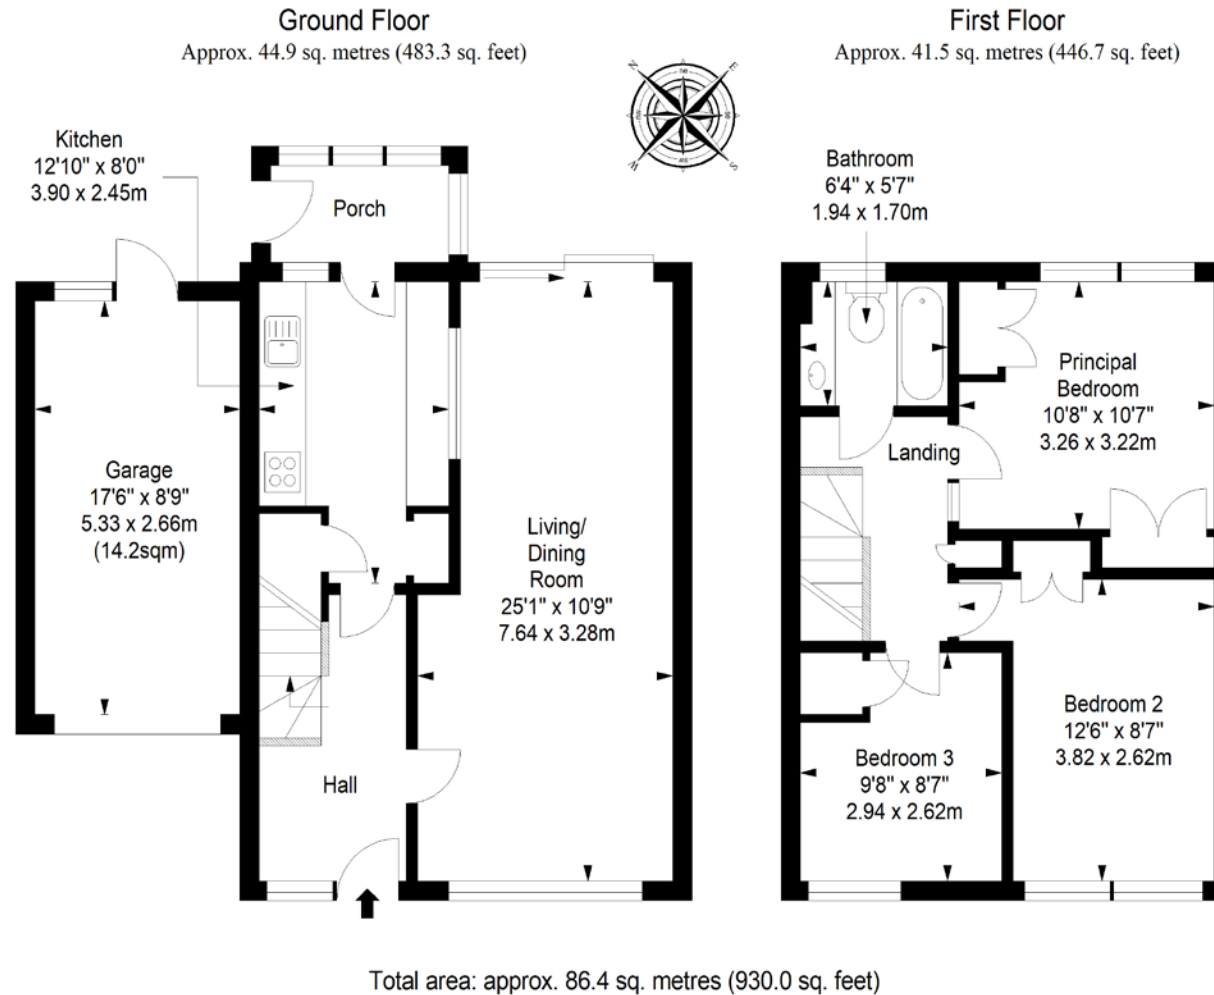 Ground Floor
Approx. 44.9 sq. metres (483.3 sq. feet)
First Floor
Approx. 41.5 sq. metres (446.7 sq. feet)
N
E
S
W
Kitchen
12'10" x 8'0"
3.90 x 2.45m
Porch
Garage
17'6" x 8'9"
5.33 x 2.66m
(14.2sqm)
Living/
Dining
Room
25'1" x 10'9"
7.64 x 3.28m
Hall
Bathroom
6'4" x 5'7"
1.94 x 1.70m
Principal
Bedroom
10'8" x 10'7"
3.26 x 3.22m
Landing
Bedroom 2
12'6" x 8'7"
3.82 x 2.62m
Bedroom 3
9'8" x 8'7"
2.94 x 2.62m
Total area: approx. 86.4 sq. metres (930.0 sq. feet)